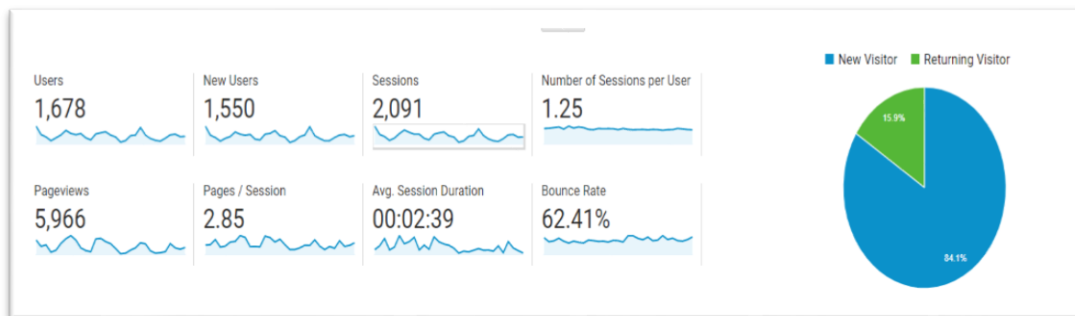 New Visitor Returning Visitor
Users New Users Sessions Number of Sessions per User
1,678 1,550 2,091 1.25
15.9%
Pageviews Pages / Session Avg. Session Duration Bounce Rate
5,966 2.85 00:02:39 62.41%
84.1%